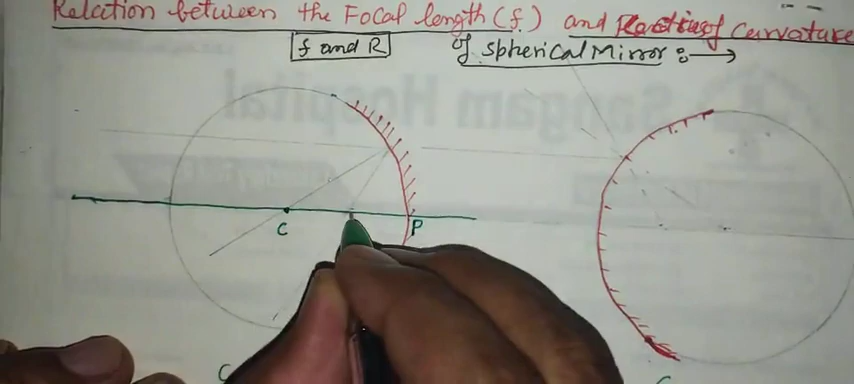 Relation between the Focal length (f) and Radius of Curvature
f and R
of spherical Mirror :→
C
P
C
C